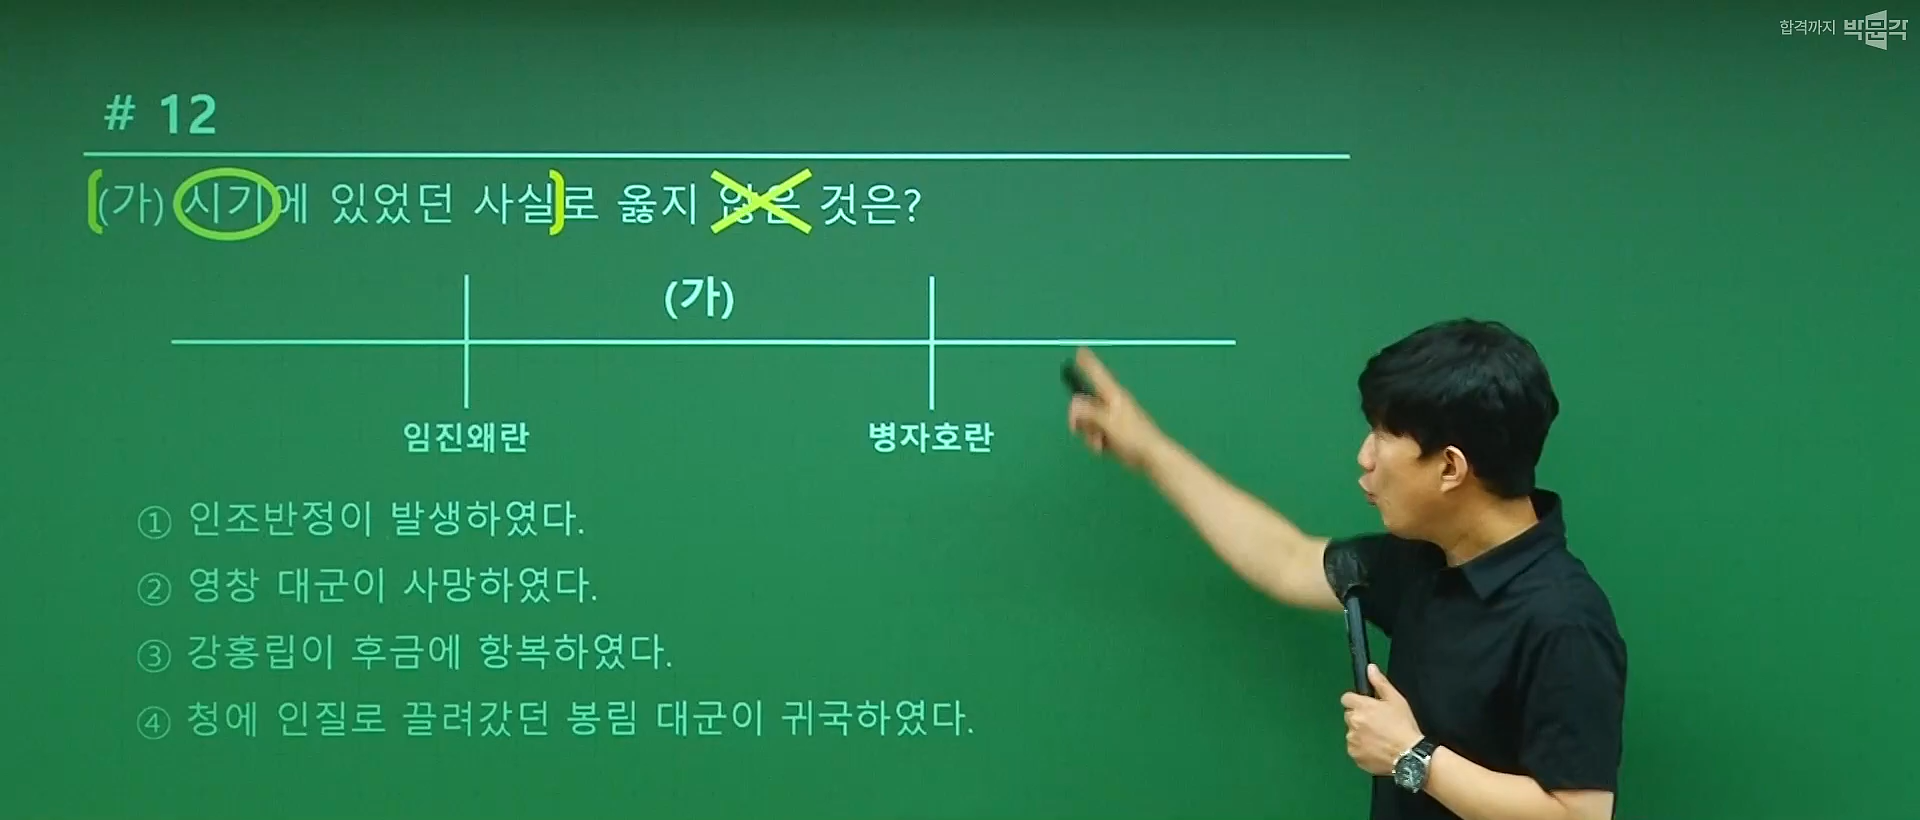 합격까지 박문각
# 12
(가) 시기에 있었던 사실로 옳지 않은 것은?
(가)
임진왜란 병자호란
① 인조반정이 발생하였다.
② 영창 대군이 사망하였다.
③ 강홍립이 후금에 항복하였다.
④ 청에 인질로 끌려갔던 봉림 대군이 귀국하였다.